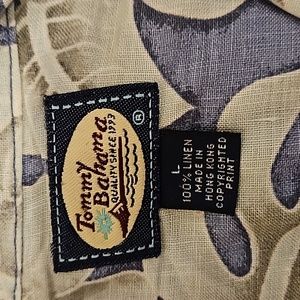 Tommy
Bahama
QUALITY SINCE 1993
®
L
100% LINEN
MADE IN
HONG KONG
COPYRIGHTED
PRINT